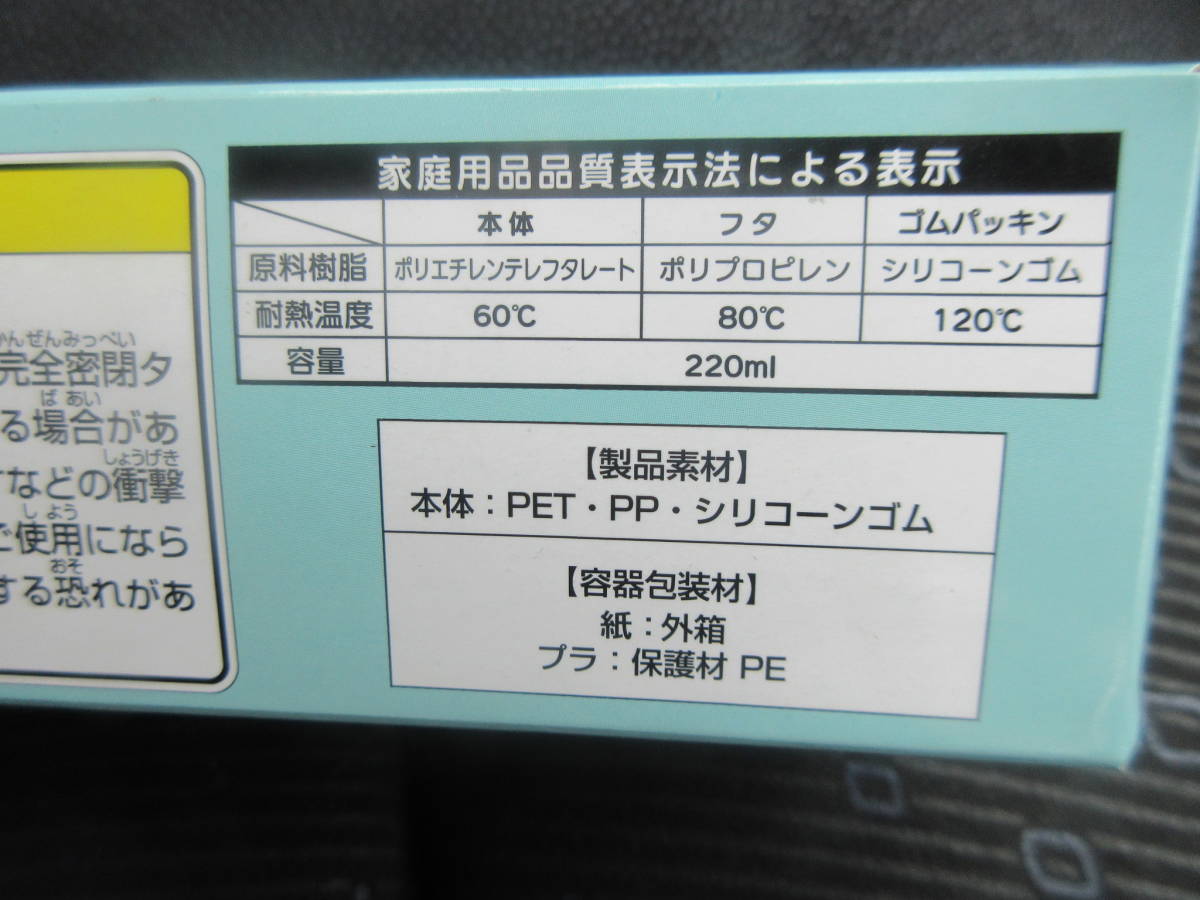 家庭用品品質表示法による表示
本体 フタ ゴムパッキン
原料樹脂 ポリエチレンテレフタレート ポリプロピレン シリコーンゴム
耐熱温度 60℃ 80℃ 120℃
容量 220ml
【製品素材】
本体：PET・PP・シリコーンゴム
【容器包装材】
紙：外箱
プラ：保護材 PE
かんぜんみっぺい
完全密閉タ
ば あい
る場合があ
しょうげき
などの衝撃
し よう
ご使用になら
おそ
する恐れがあ